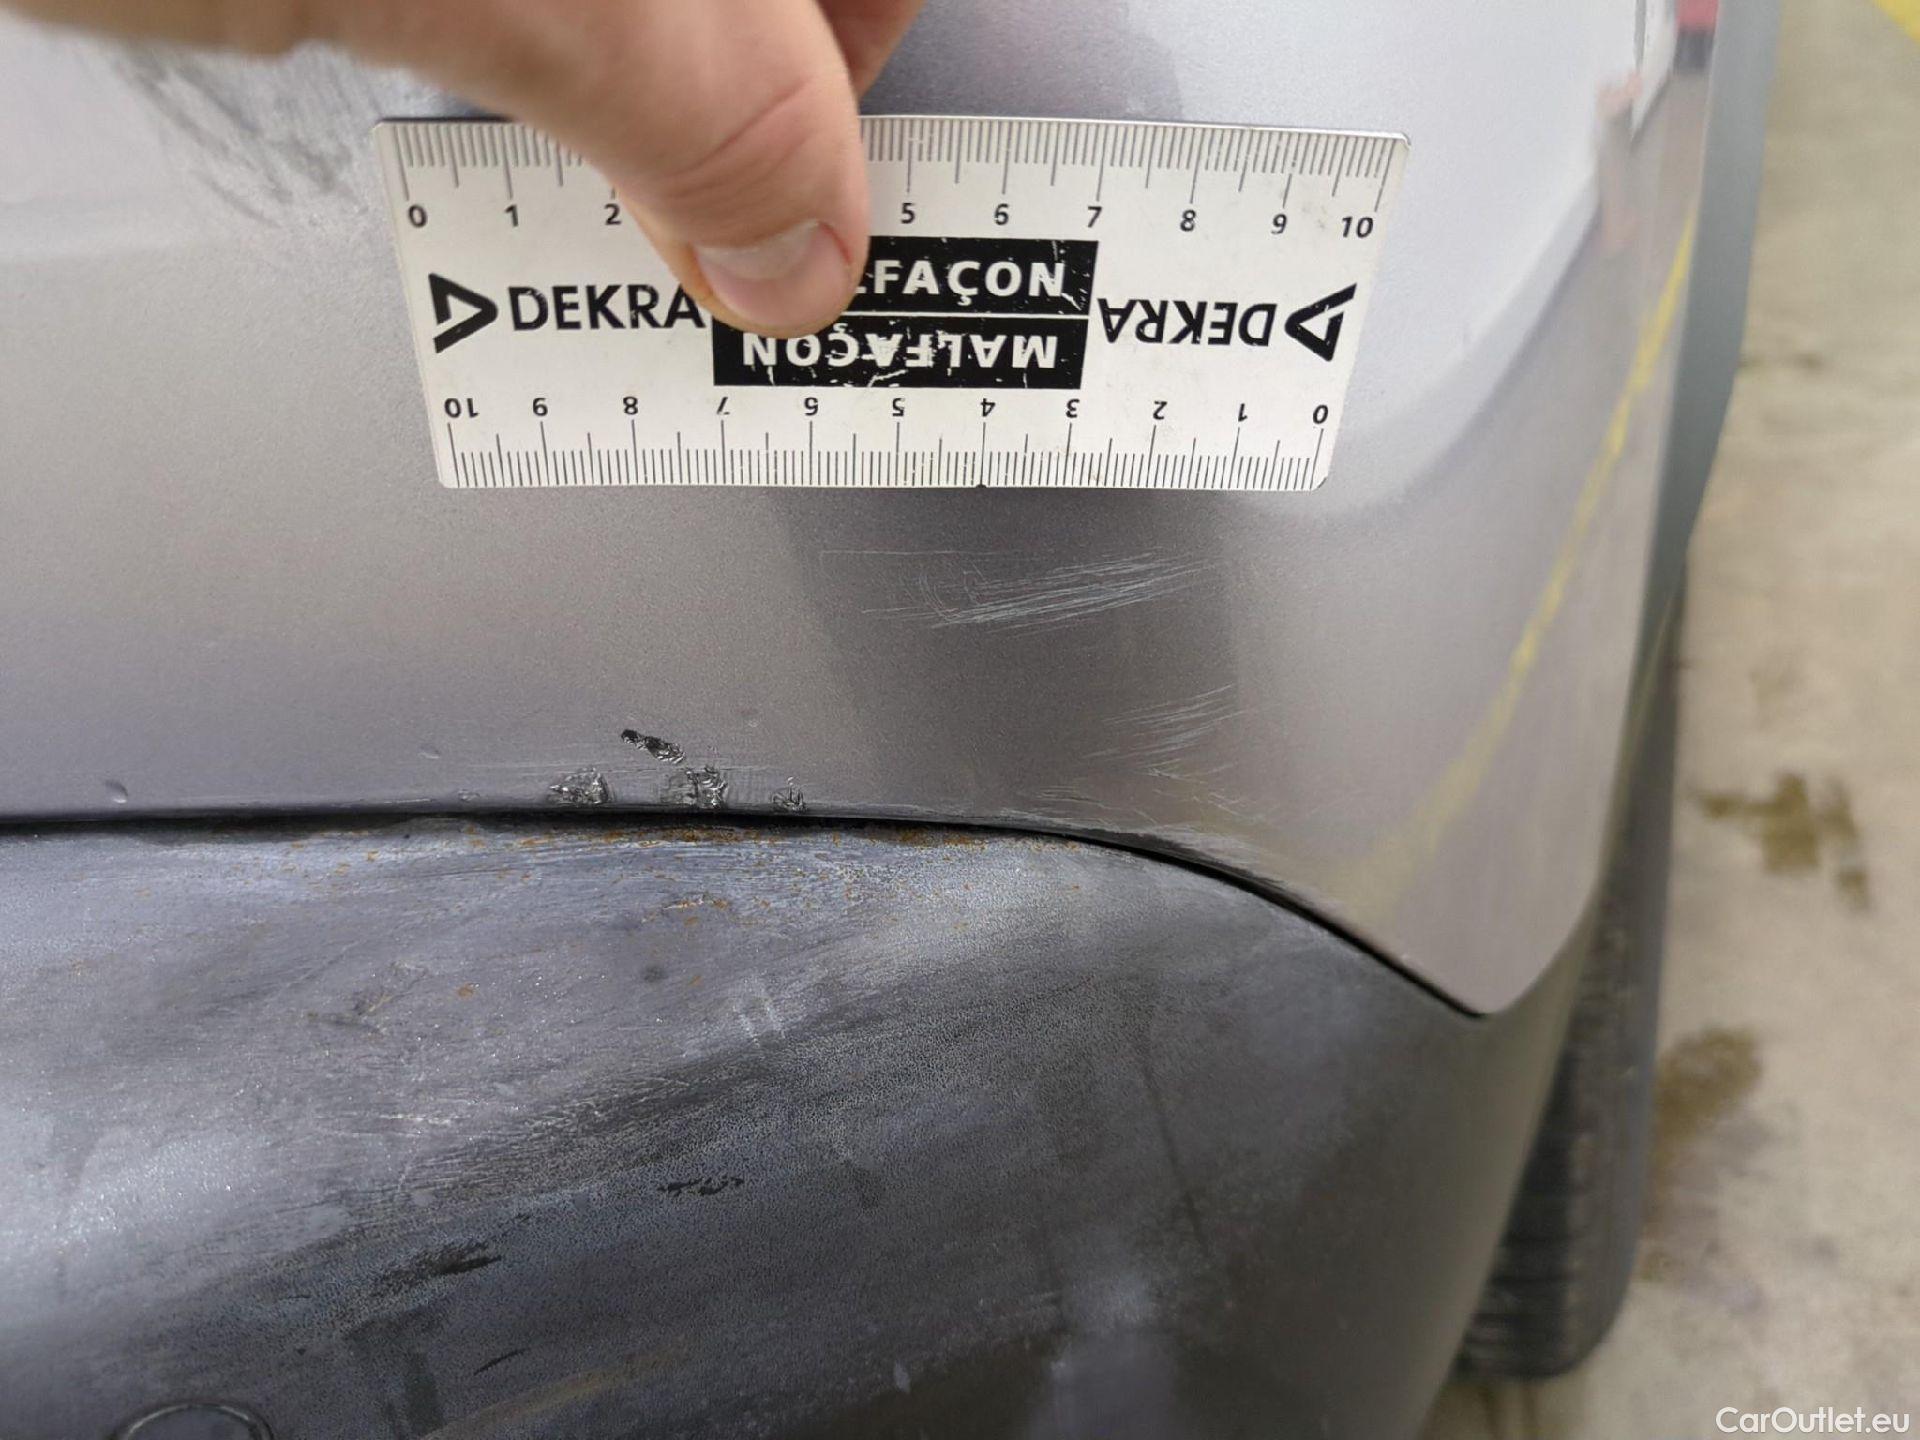 0 1 2 5 6 7 8 9 10
DEKRA FAÇON DEKRA
MALFAÇON
10 9 8 7 6 5 4 3 2 1 0
CarOutlet.eu